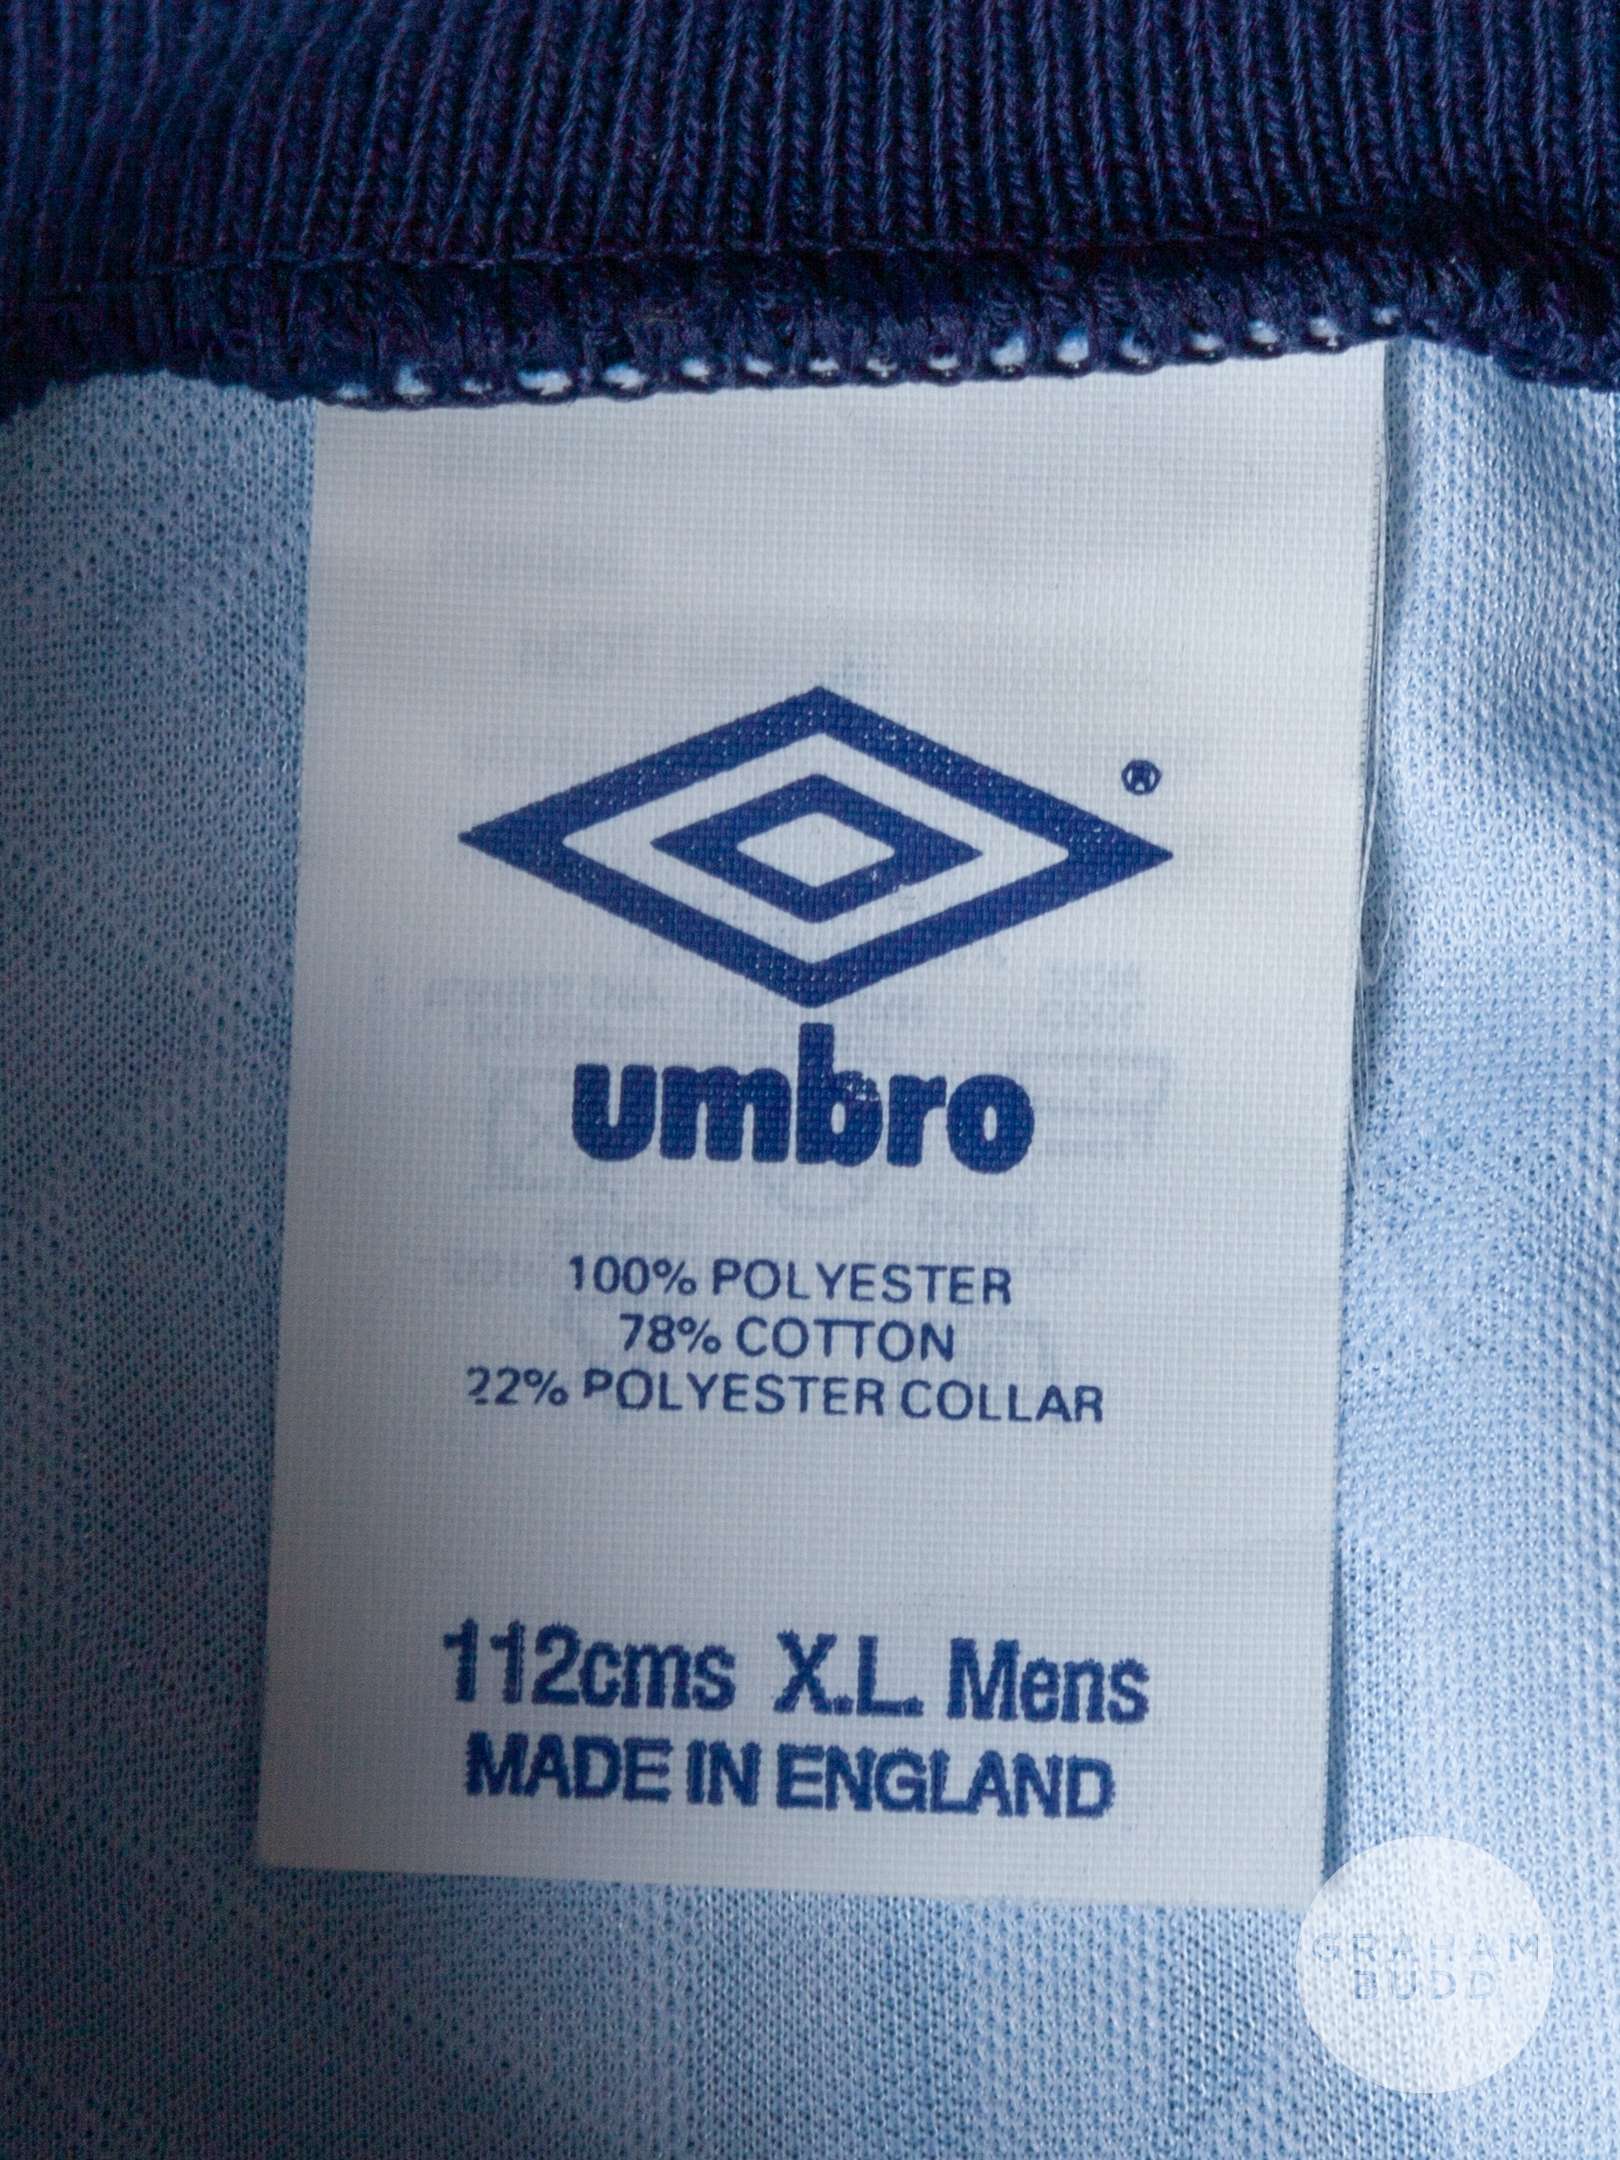 ®
umbro
100% POLYESTER
78% COTTON
22% POLYESTER COLLAR
112cms X.L. Mens
MADE IN ENGLAND
GRAHAM
BUDD